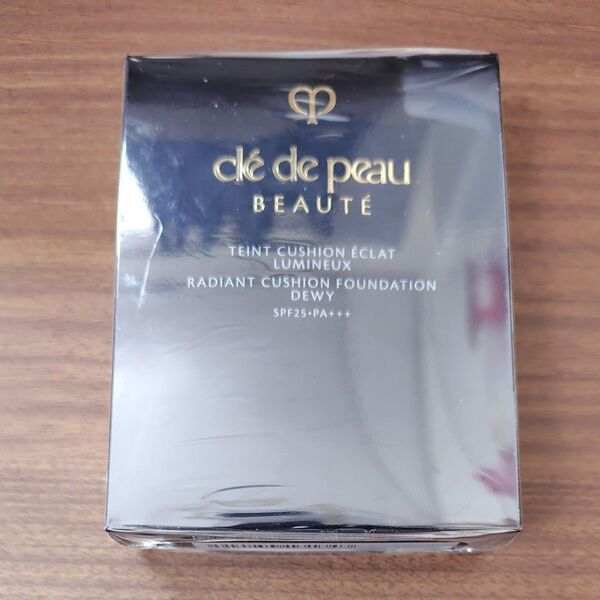 clé de peau
BEAUTÉ
TEINT CUSHION ÉCLAT
LUMINEUX
RADIANT CUSHION FOUNDATION
DEWY
SPF25•PA+++